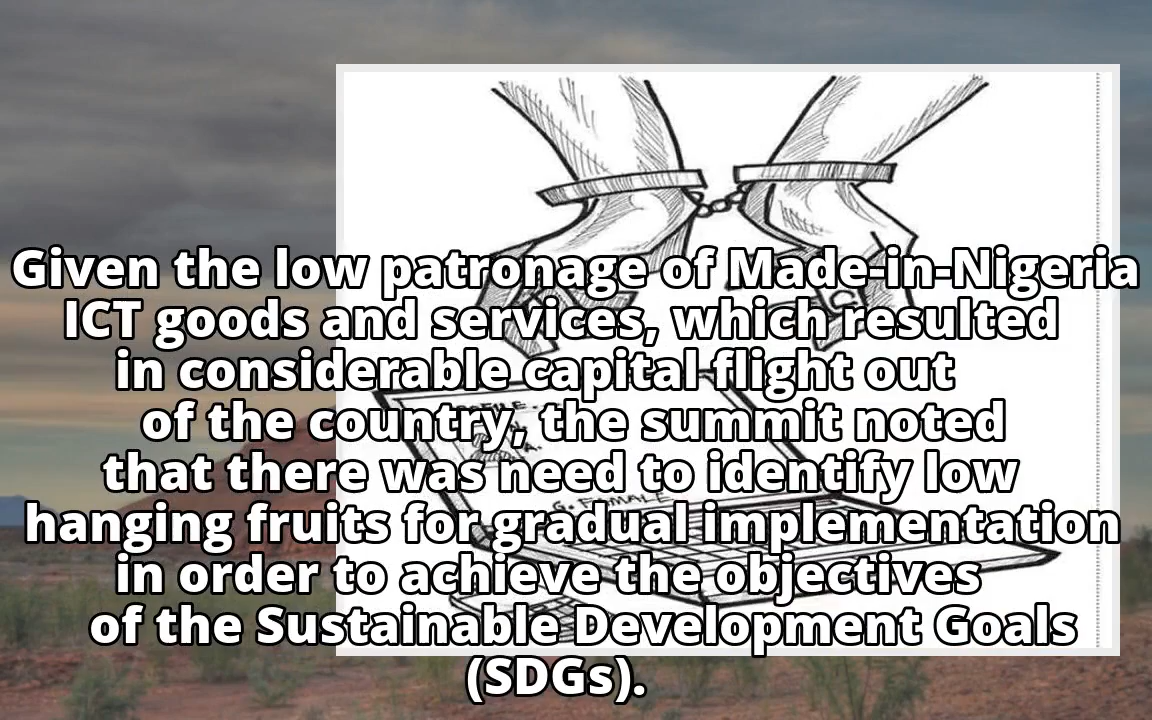 Given the low patronage of Made-in-Nigeria
ICT goods and services, which resulted
in considerable capital flight out
of the country, the summit noted
that there was need to identify low
hanging fruits for gradual implementation
in order to achieve the objectives
of the Sustainable Development Goals
(SDGs).